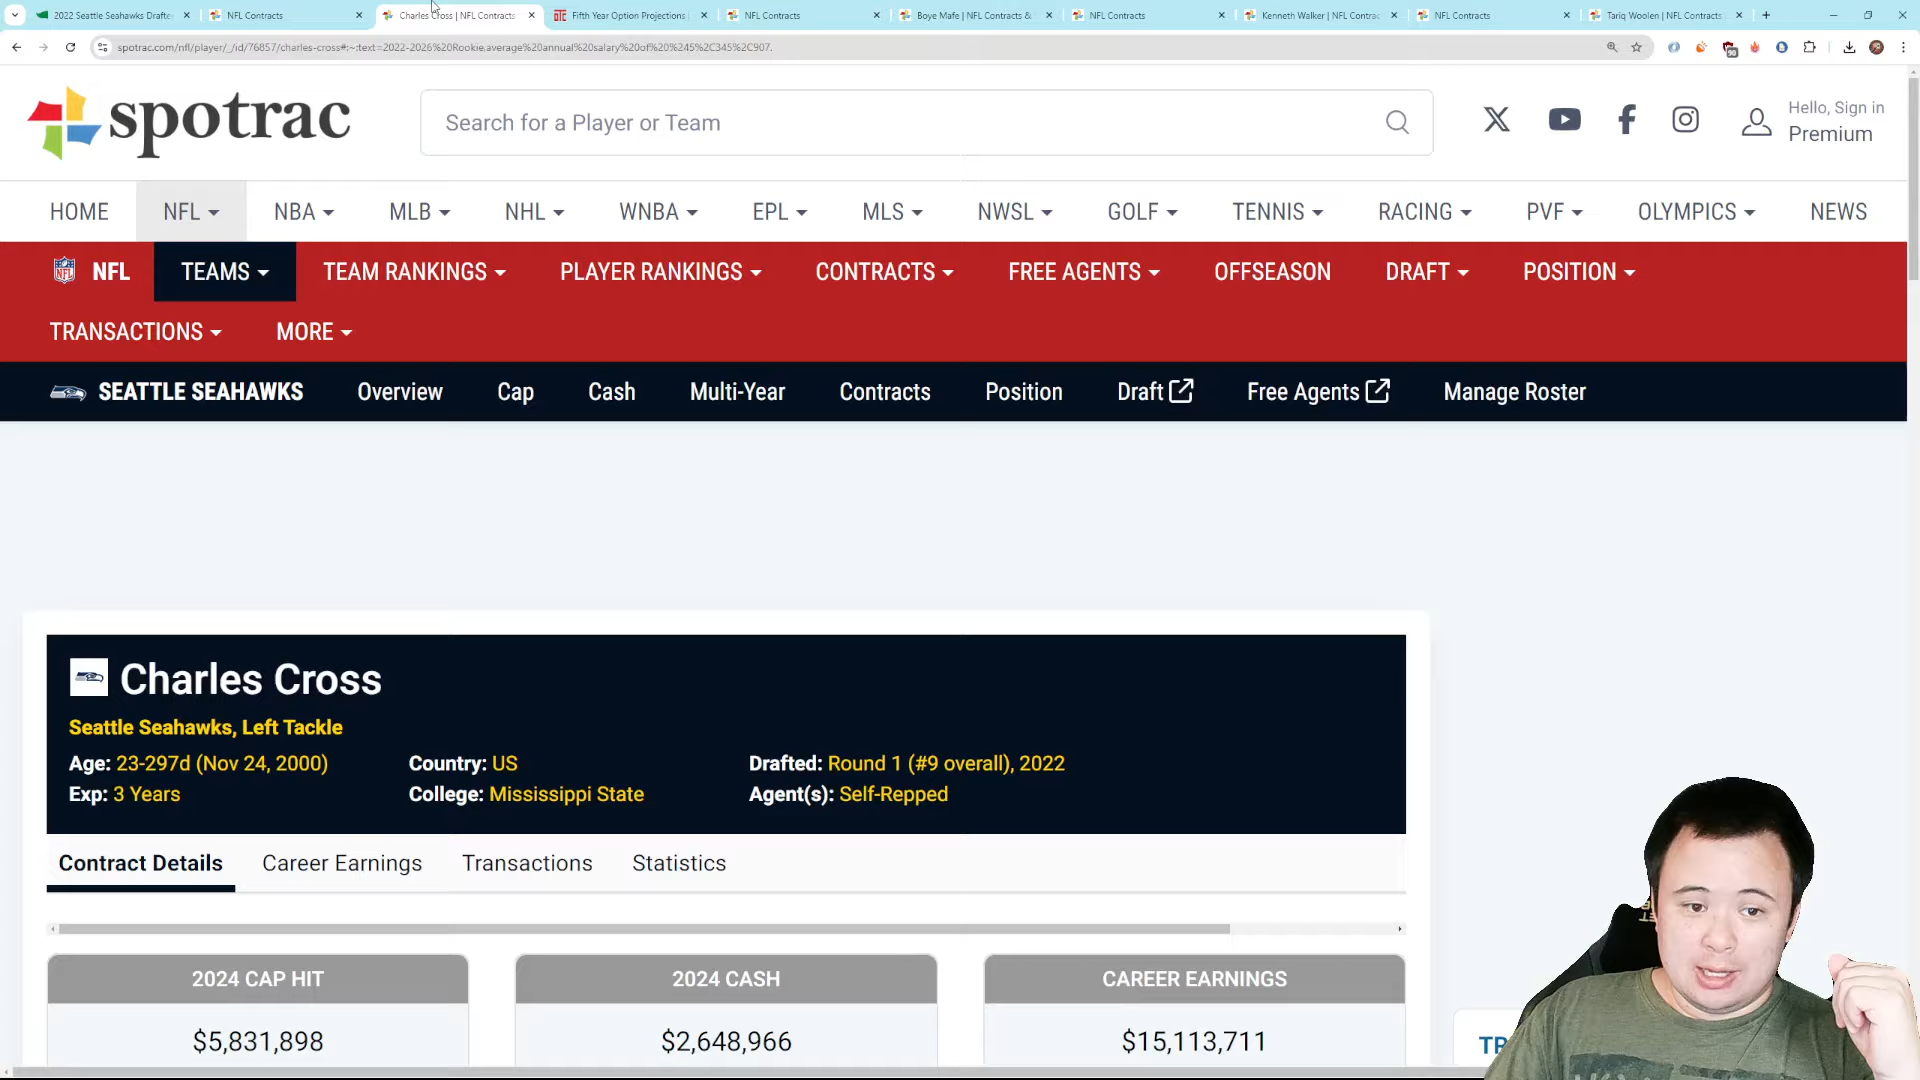 2022 Seattle Seahawks Drafte
NFL Contracts
Charles Cross | NFL Contracts
Fifth Year Option Projections |
NFL Contracts
Boye Mafe | NFL Contracts &
NFL Contracts
Kenneth Walker | NFL Contrac
NFL Contracts
Tariq Woolen | NFL Contracts
spotrac.com/nfl/player/_/id/76857/charles-cross#:~:text=2022-2026%20Rookie,average%20annual%20salary%20of%20%245%2C345%2C907.
spotrac
Search for a Player or Team
Hello, Sign in
Premium
HOME NFL NBA MLB NHL WNBA EPL MLS NWSL GOLF TENNIS RACING PVF OLYMPICS NEWS
NFL TEAMS TEAM RANKINGS PLAYER RANKINGS CONTRACTS FREE AGENTS OFFSEASON DRAFT POSITION
TRANSACTIONS MORE
SEATTLE SEAHAWKS Overview Cap Cash Multi-Year Contracts Position Draft Free Agents Manage Roster
Charles Cross
Seattle Seahawks, Left Tackle
Age: 23-297d (Nov 24, 2000) Country: US Drafted: Round 1 (#9 overall), 2022
Exp: 3 Years College: Mississippi State Agent(s): Self-Repped
Contract Details Career Earnings Transactions Statistics
2024 CAP HIT 2024 CASH CAREER EARNINGS
$5,831,898 $2,648,966 $15,113,711
TR